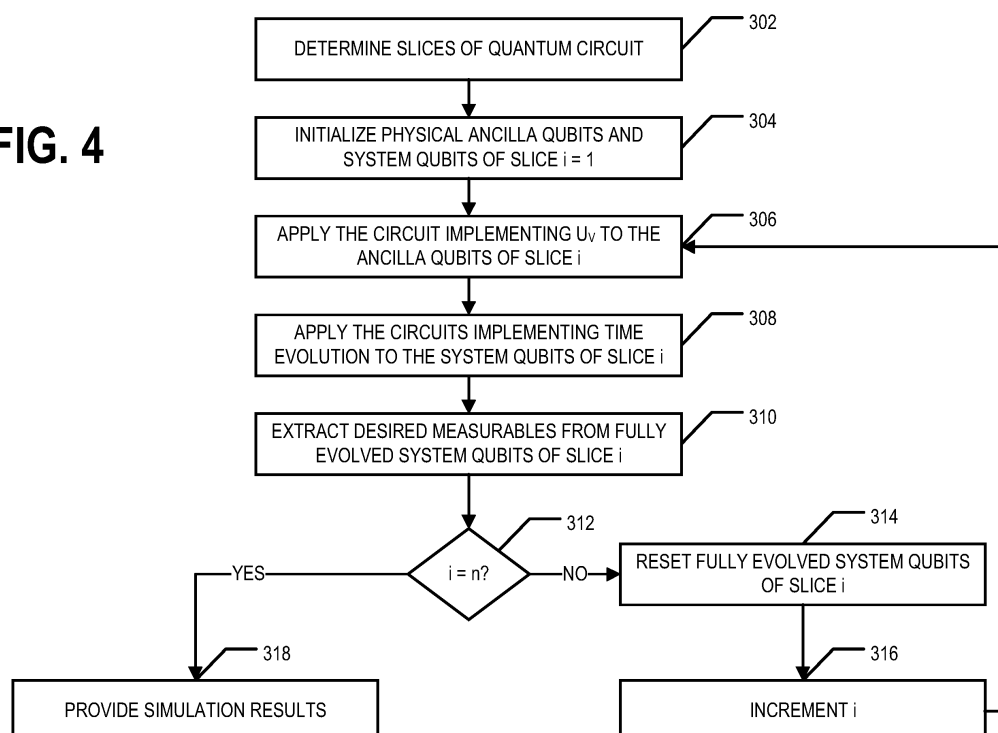 DETERMINE SLICES OF QUANTUM CIRCUIT
302
FIG. 4
INITIALIZE PHYSICAL ANCILLA QUBITS AND
SYSTEM QUBITS OF SLICE i = 1
304
APPLY THE CIRCUIT IMPLEMENTING UV TO THE
ANCILLA QUBITS OF SLICE i
306
APPLY THE CIRCUITS IMPLEMENTING TIME
EVOLUTION TO THE SYSTEM QUBITS OF SLICE i
308
EXTRACT DESIRED MEASURABLES FROM FULLY
EVOLVED SYSTEM QUBITS OF SLICE i
310
i = n?
312
YES
NO
RESET FULLY EVOLVED SYSTEM QUBITS
OF SLICE i
314
PROVIDE SIMULATION RESULTS
318
INCREMENT i
316